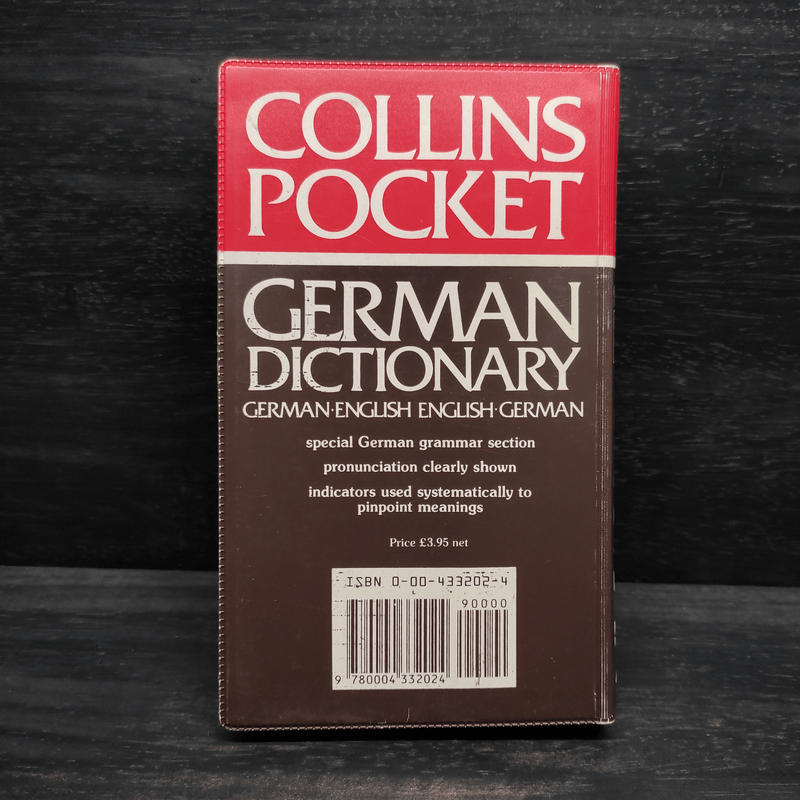 COLLINS
POCKET
GERMAN
DICTIONARY
GERMAN·ENGLISH ENGLISH·GERMAN
special German grammar section
pronunciation clearly shown
indicators used systematically to
pinpoint meanings
Price £3.95 net
ISBN 0-00-433202-4
90000
9 780004 332024